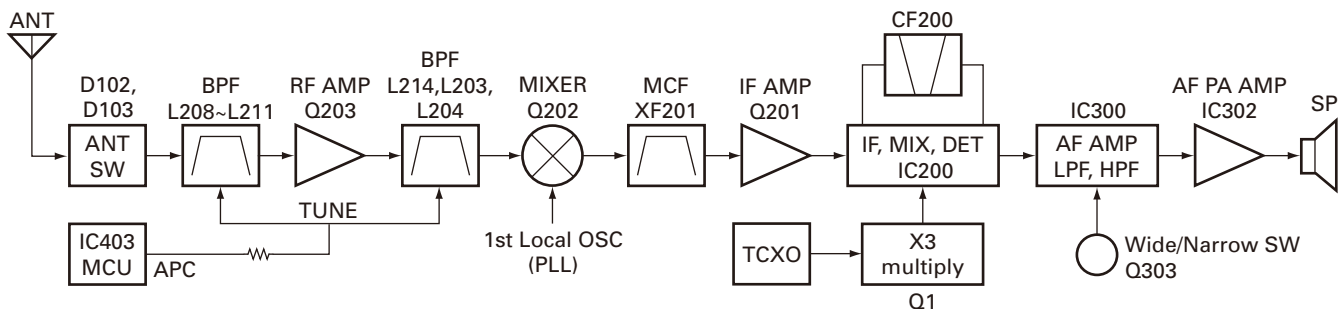 ANT
D102,
D103
ANT
SW
BPF
L208~L211
RF AMP
Q203
BPF
L214,L203,
L204
MIXER
Q202
MCF
XF201
IF AMP
Q201
CF200
IF, MIX, DET
IC200
IC300
AF AMP
LPF, HPF
AF PA AMP
IC302
SP
TUNE
IC403
MCU
APC
1st Local OSC
(PLL)
TCXO
X3
multiply
Q1
Wide/Narrow SW
Q303